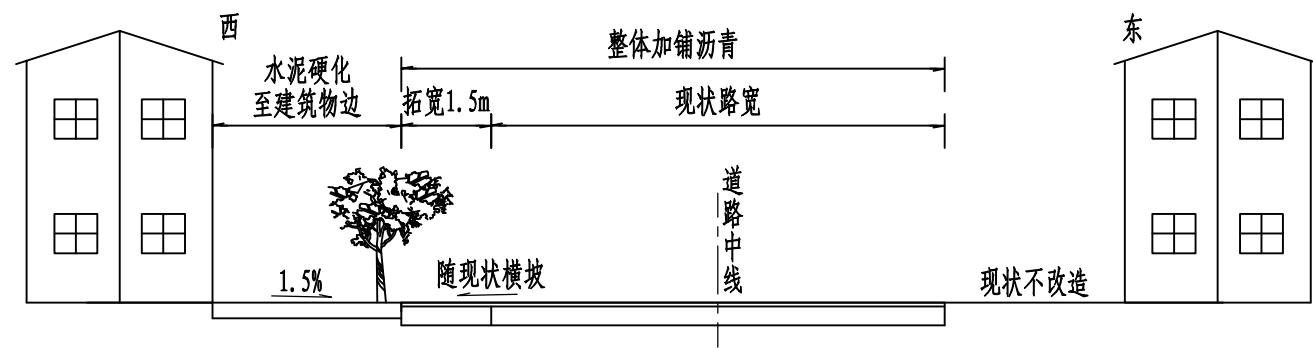 西
东
整体加铺沥青
水泥硬化
至建筑物边
拓宽1.5m
现状路宽
道路中线
1.5%
随现状横坡
现状不改造